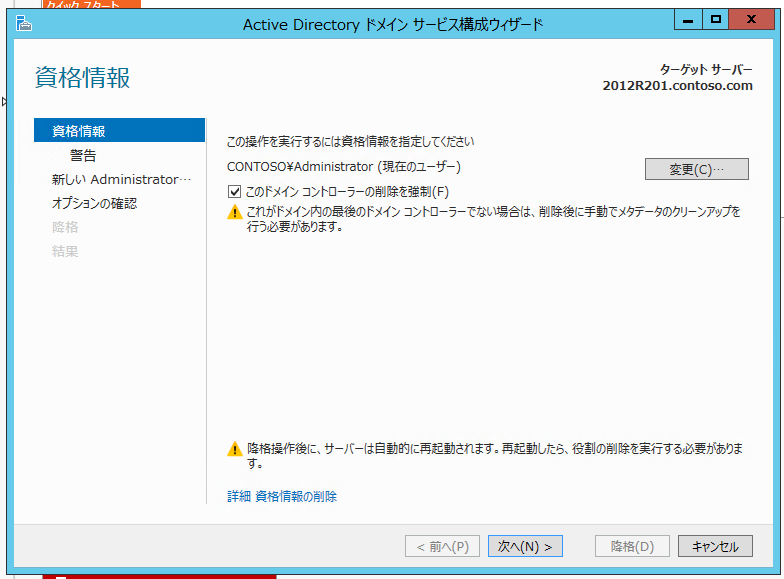 クイック スタート
Active Directory ドメイン サービス構成ウィザード
資格情報
ターゲット サーバー
2012R201.contoso.com
資格情報
警告
新しい Administrator…
オプションの確認
降格
結果
この操作を実行するには資格情報を指定してください
CONTOSO¥Administrator (現在のユーザー)
変更(C)…
このドメイン コントローラーの削除を強制(F)
これがドメイン内の最後のドメイン コントローラーでない場合は、削除後に手動でメタデータのクリーンアップを
行う必要があります。
降格操作後に、サーバーは自動的に再起動されます。再起動したら、役割の削除を実行する必要がありま
す。
詳細 資格情報の削除
< 前へ(P)
次へ(N) >
降格(D)
キャンセル